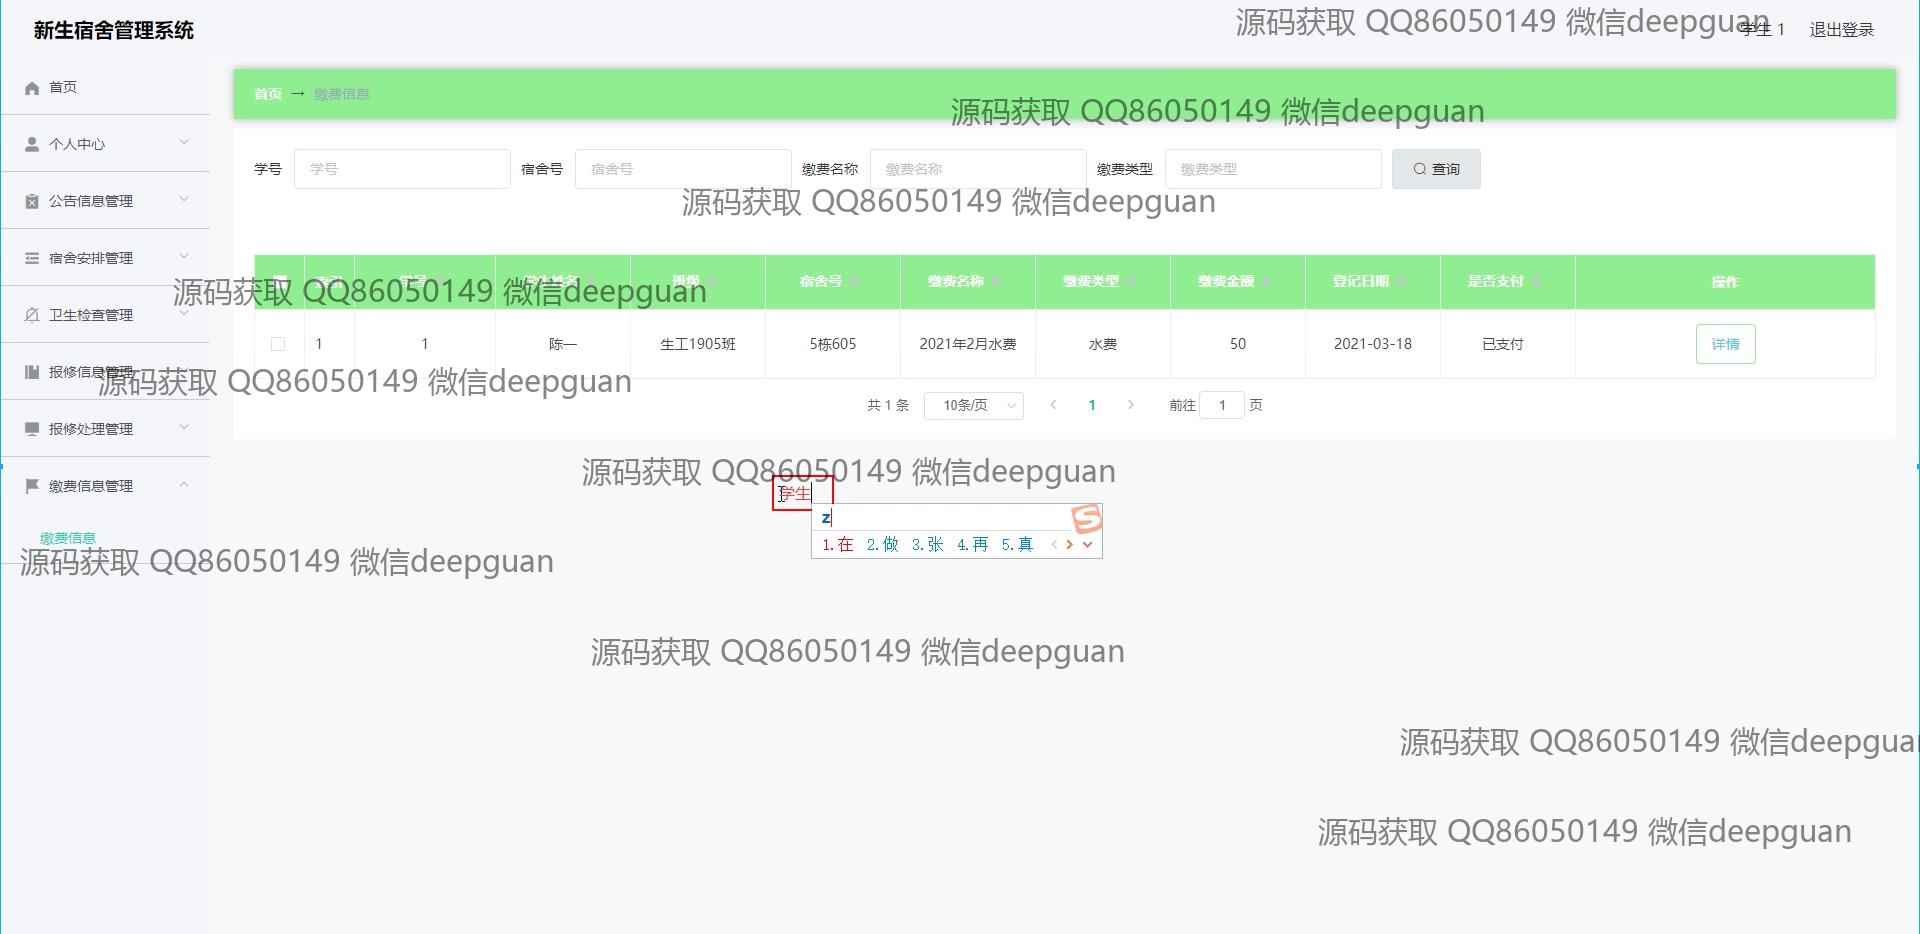 新生宿舍管理系统
源码获取 QQ86050149 微信deepguan
学生 1
退出登录
首页
首页 → 缴费信息
源码获取 QQ86050149 微信deepguan
个人中心
学号 学号 宿舍号 宿舍号 缴费名称 缴费名称 缴费类型 缴费类型 查询
公告信息管理
源码获取 QQ86050149 微信deepguan
宿舍安排管理
索引 学号 学生姓名 班级 宿舍号 缴费名称 缴费类型 缴费金额 登记日期 是否支付 操作
源码获取 QQ86050149 微信deepguan
卫生检查管理
1 1 陈一 生工1905班 5栋605 2021年2月水费 水费 50 2021-03-18 已支付 详情
报修信息管理
源码获取 QQ86050149 微信deepguan
共 1 条 10条/页 1 前往 1 页
报修处理管理
源码获取 QQ86050149 微信deepguan
缴费信息管理
学生
z
缴费信息
1.在 2.做 3.张 4.再 5.真
源码获取 QQ86050149 微信deepguan
源码获取 QQ86050149 微信deepguan
源码获取 QQ86050149 微信deepguan
源码获取 QQ86050149 微信deepguan